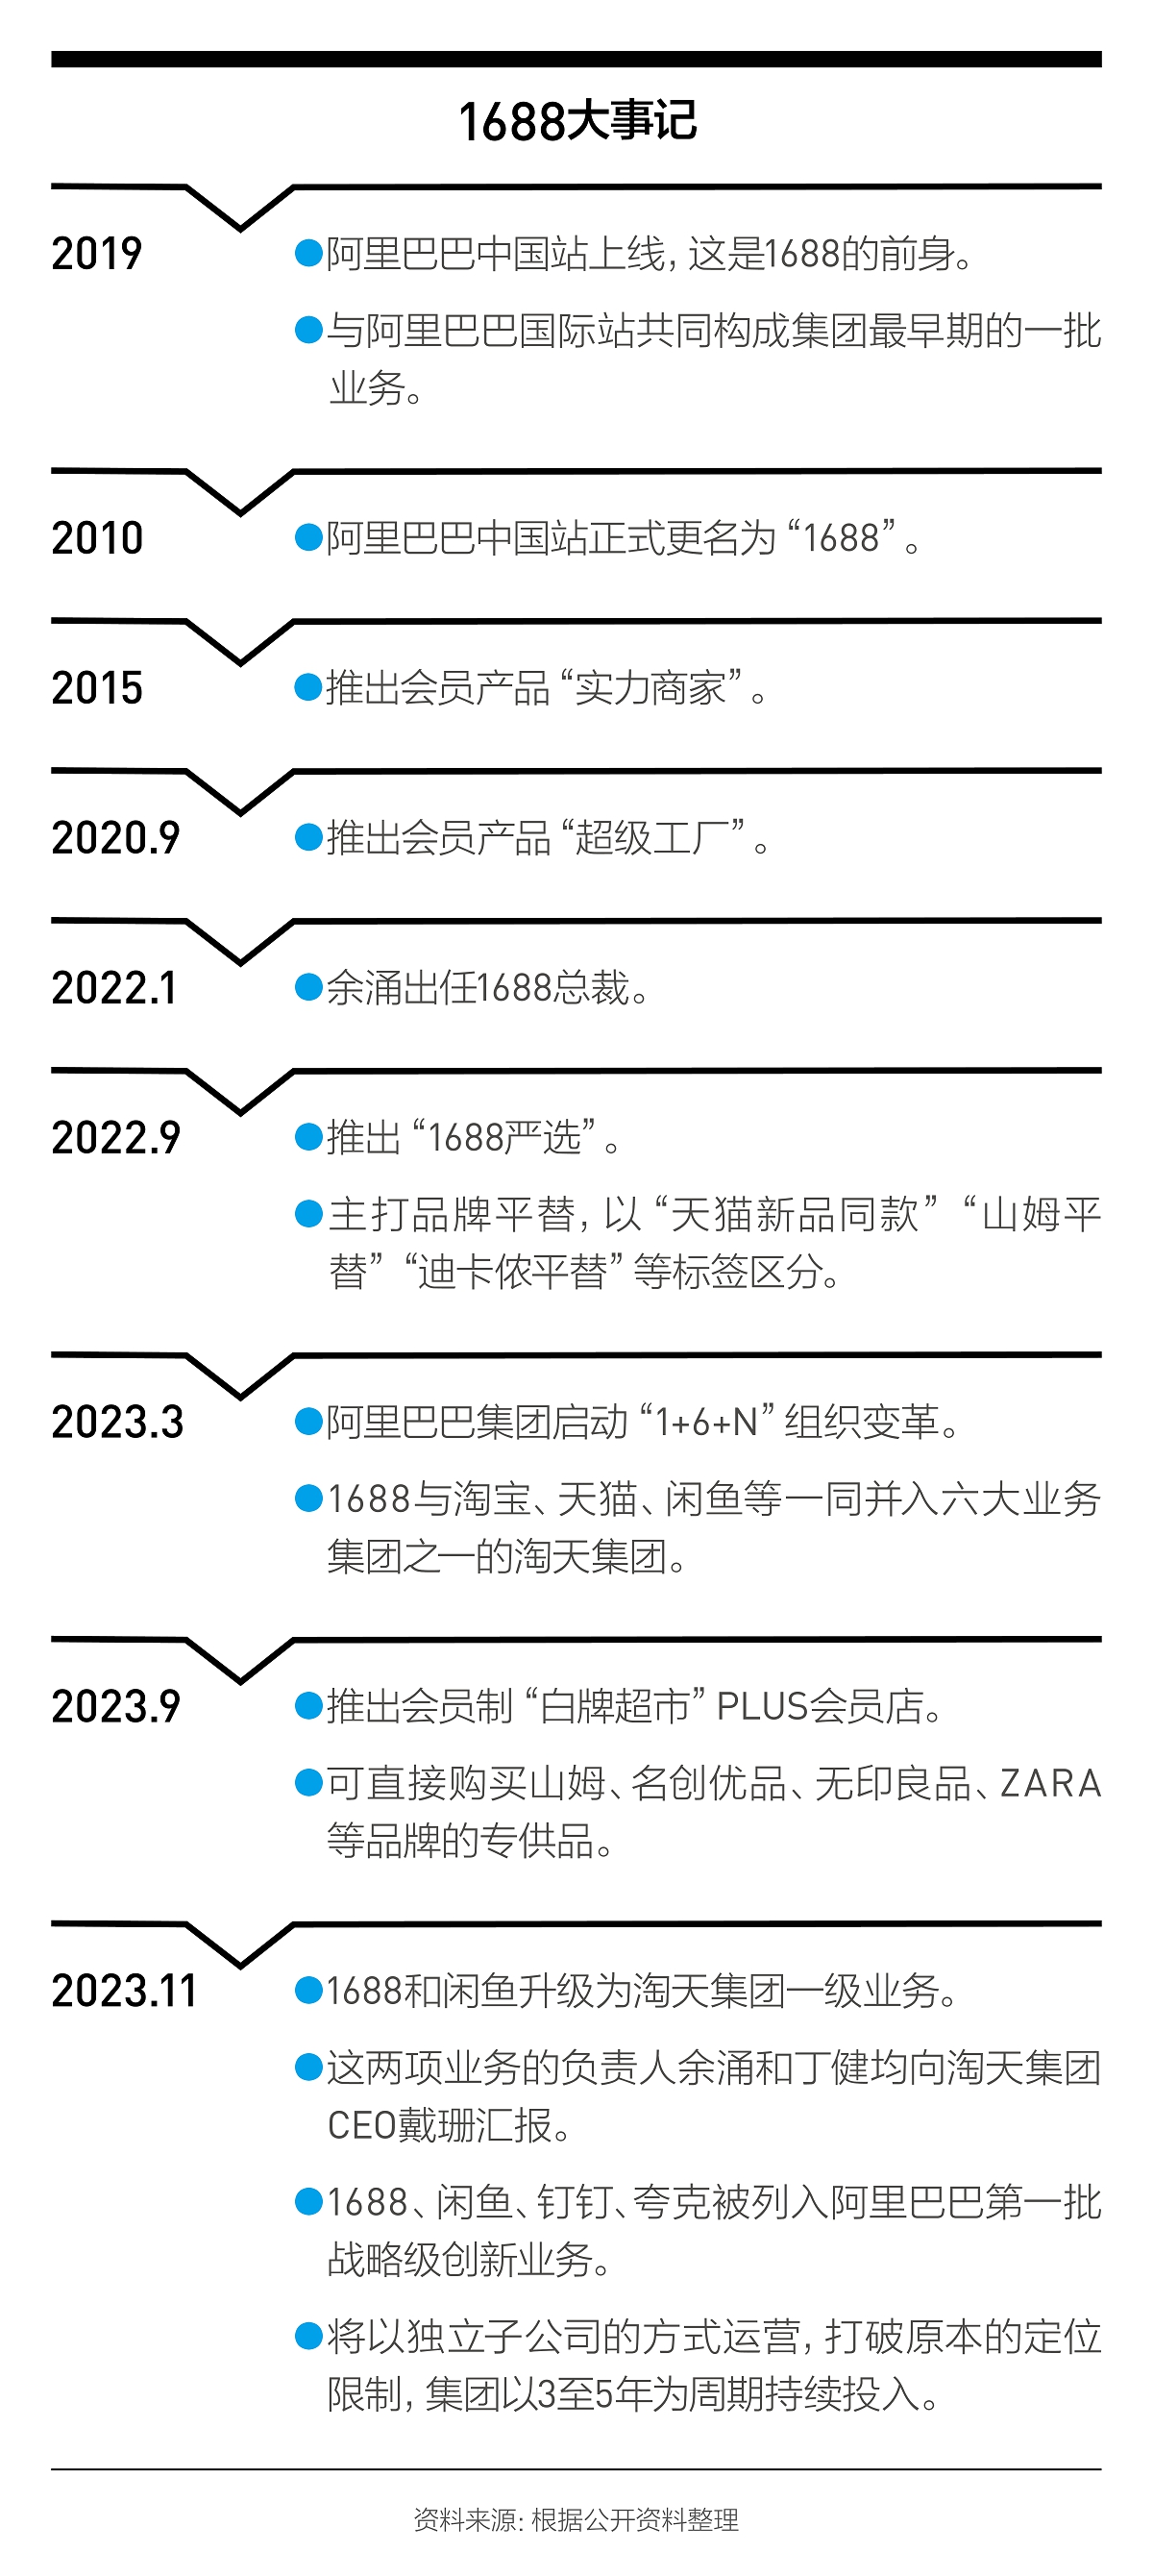 1688大事记
2019
●阿里巴巴中国站上线，这是1688的前身。
●与阿里巴巴国际站共同构成集团最早期的一批
业务。
2010
●阿里巴巴中国站正式更名为“1688”。
2015
●推出会员产品“实力商家”。
2020.9
●推出会员产品“超级工厂”。
2022.1
●余涌出任1688总裁。
2022.9
●推出“1688严选”。
●主打品牌平替，以“天猫新品同款”“山姆平
替”“迪卡侬平替”等标签区分。
2023.3
●阿里巴巴集团启动“1+6+N”组织变革。
●1688与淘宝、天猫、闲鱼等一同并入六大业务
集团之一的淘天集团。
2023.9
●推出会员制“白牌超市”PLUS会员店。
●可直接购买山姆、名创优品、无印良品、ZARA
等品牌的专供品。
2023.11
●1688和闲鱼升级为淘天集团一级业务。
●这两项业务的负责人余涌和丁健均向淘天集团
CEO戴珊汇报。
●1688、闲鱼、钉钉、夸克被列入阿里巴巴第一批
战略级创新业务。
●将以独立子公司的方式运营，打破原本的定位
限制，集团以3至5年为周期持续投入。
资料来源：根据公开资料整理